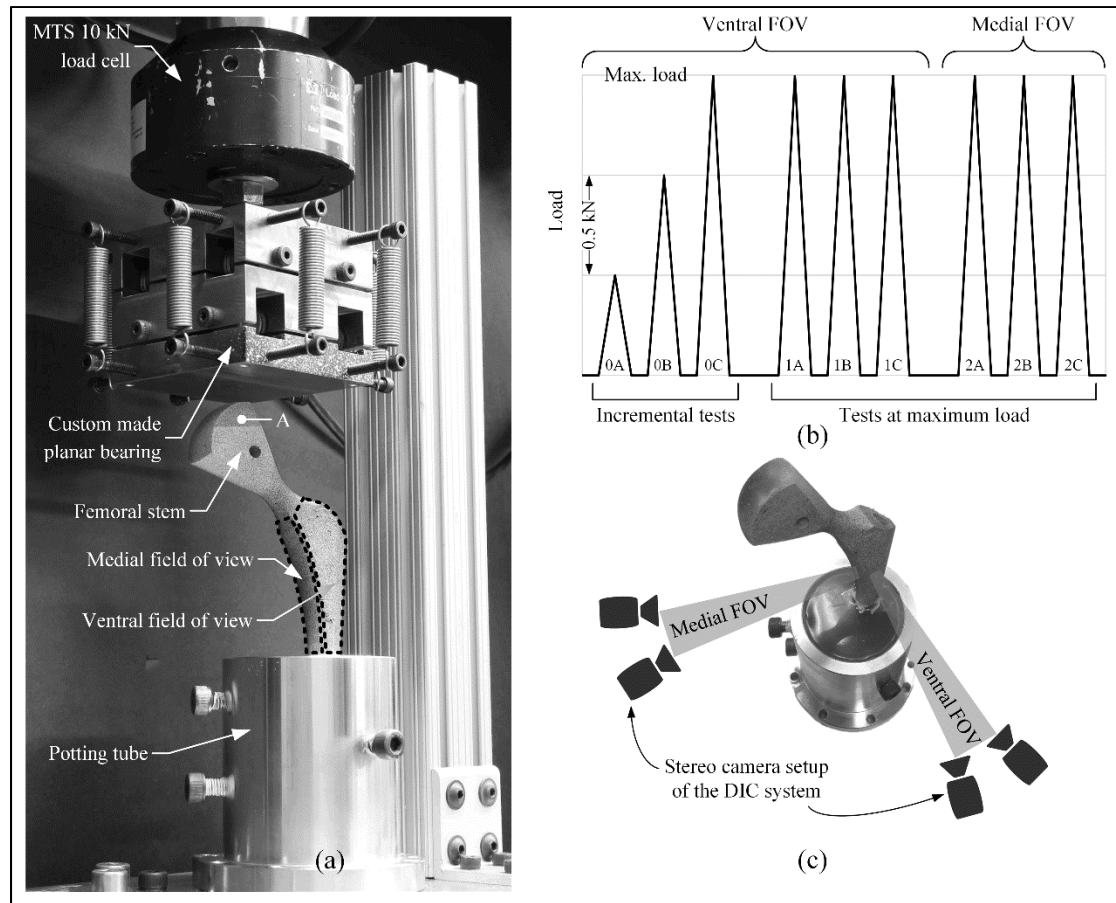 MTS 10 kN
load cell
Custom made
planar bearing
A
Femoral stem
Medial field of view
Ventral field of view
Potting tube
(a)
Ventral FOV
Medial FOV
Max. load
Load
0.5 kN
0A
0B
0C
1A
1B
1C
2A
2B
2C
Incremental tests
Tests at maximum load
(b)
Medial FOV
Ventral FOV
Stereo camera setup
of the DIC system
(c)